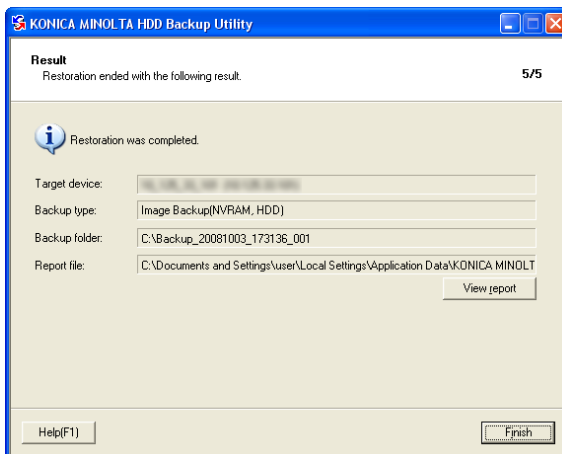 KONICA MINOLTA HDD Backup Utility
Result
Restoration ended with the following result.
5/5
Restoration was completed.
Target device:
Backup type: Image Backup(NVRAM, HDD)
Backup folder: C:\Backup_20081003_173136_001
Report file: C:\Documents and Settings\user\Local Settings\Application Data\KONICA MINOLT
View report
Help(F1)
Finish